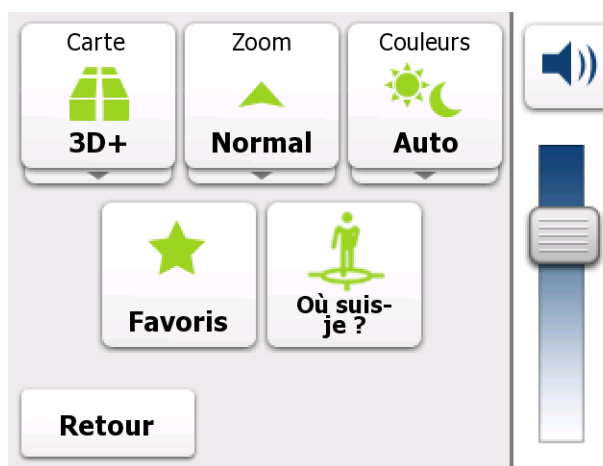 Carte
Zoom
Couleurs
3D+
Normal
Auto
Favoris
Où suis-
je ?
Retour